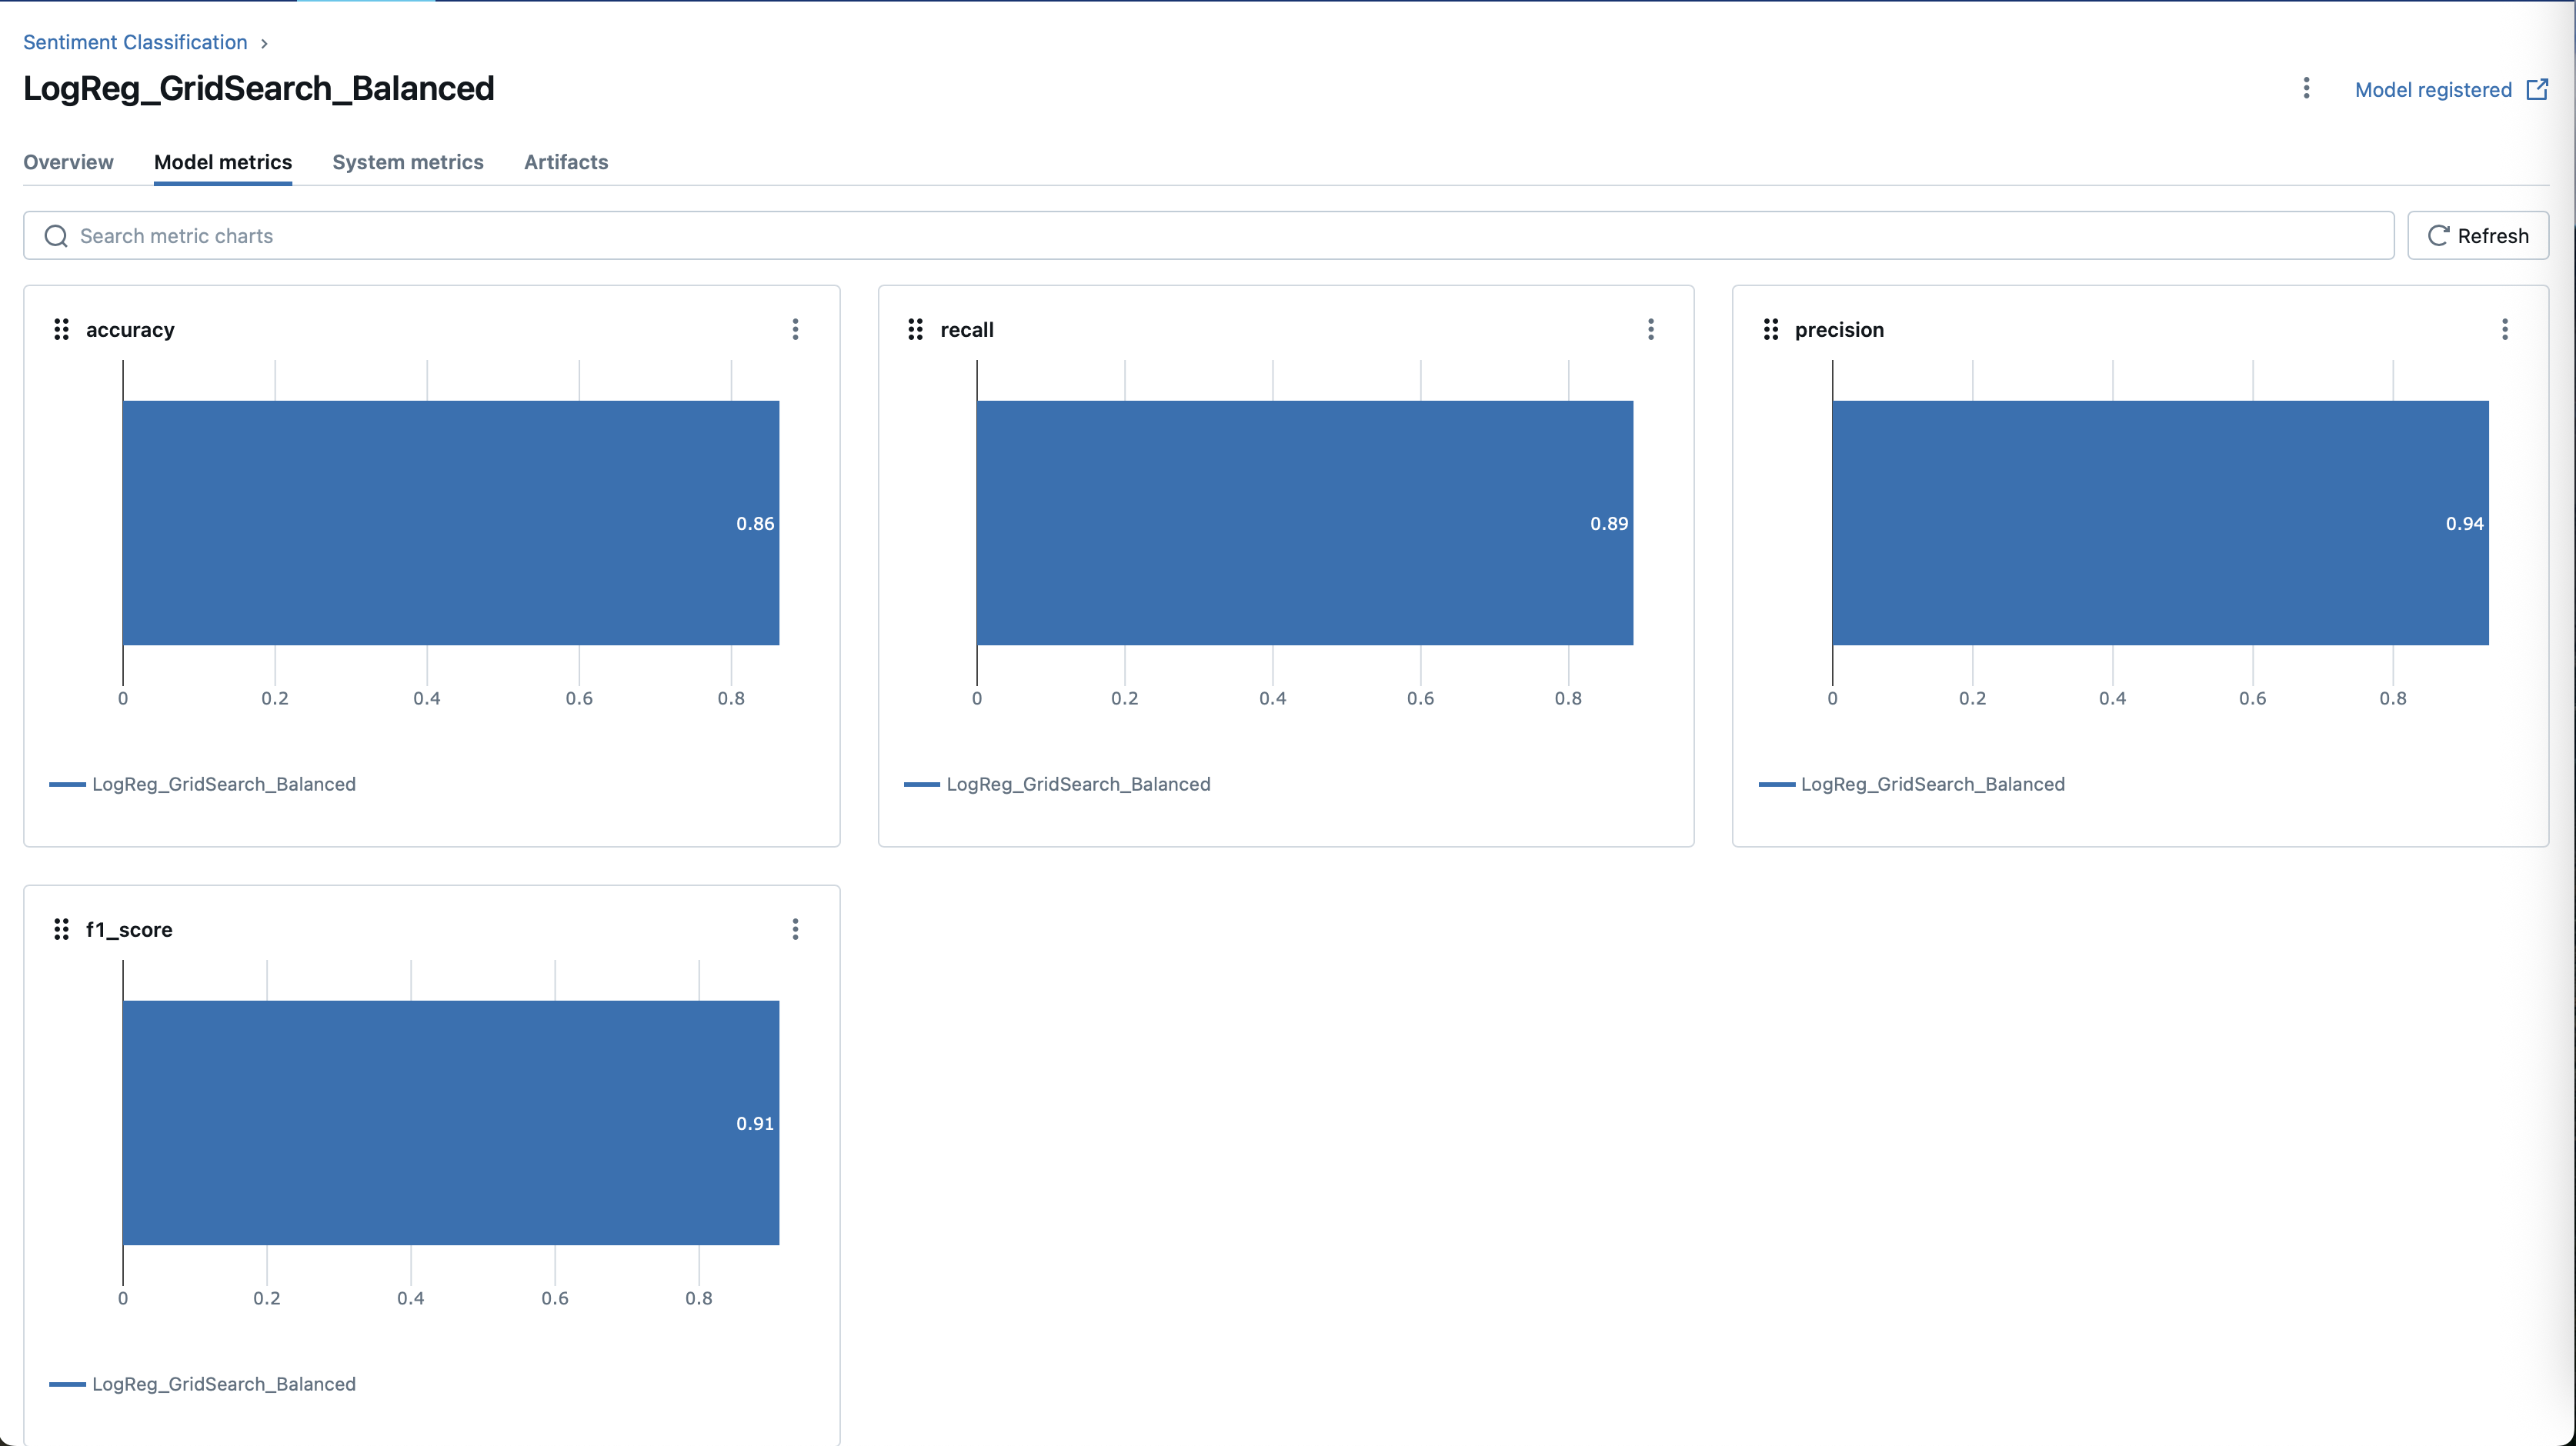 Sentiment Classification ›
LogReg_GridSearch_Balanced
Model registered
Overview Model metrics System metrics Artifacts
Search metric charts
Refresh
accuracy
0.86
0 0.2 0.4 0.6 0.8
LogReg_GridSearch_Balanced
recall
0.89
0 0.2 0.4 0.6 0.8
LogReg_GridSearch_Balanced
precision
0.94
0 0.2 0.4 0.6 0.8
LogReg_GridSearch_Balanced
f1_score
0.91
0 0.2 0.4 0.6 0.8
LogReg_GridSearch_Balanced